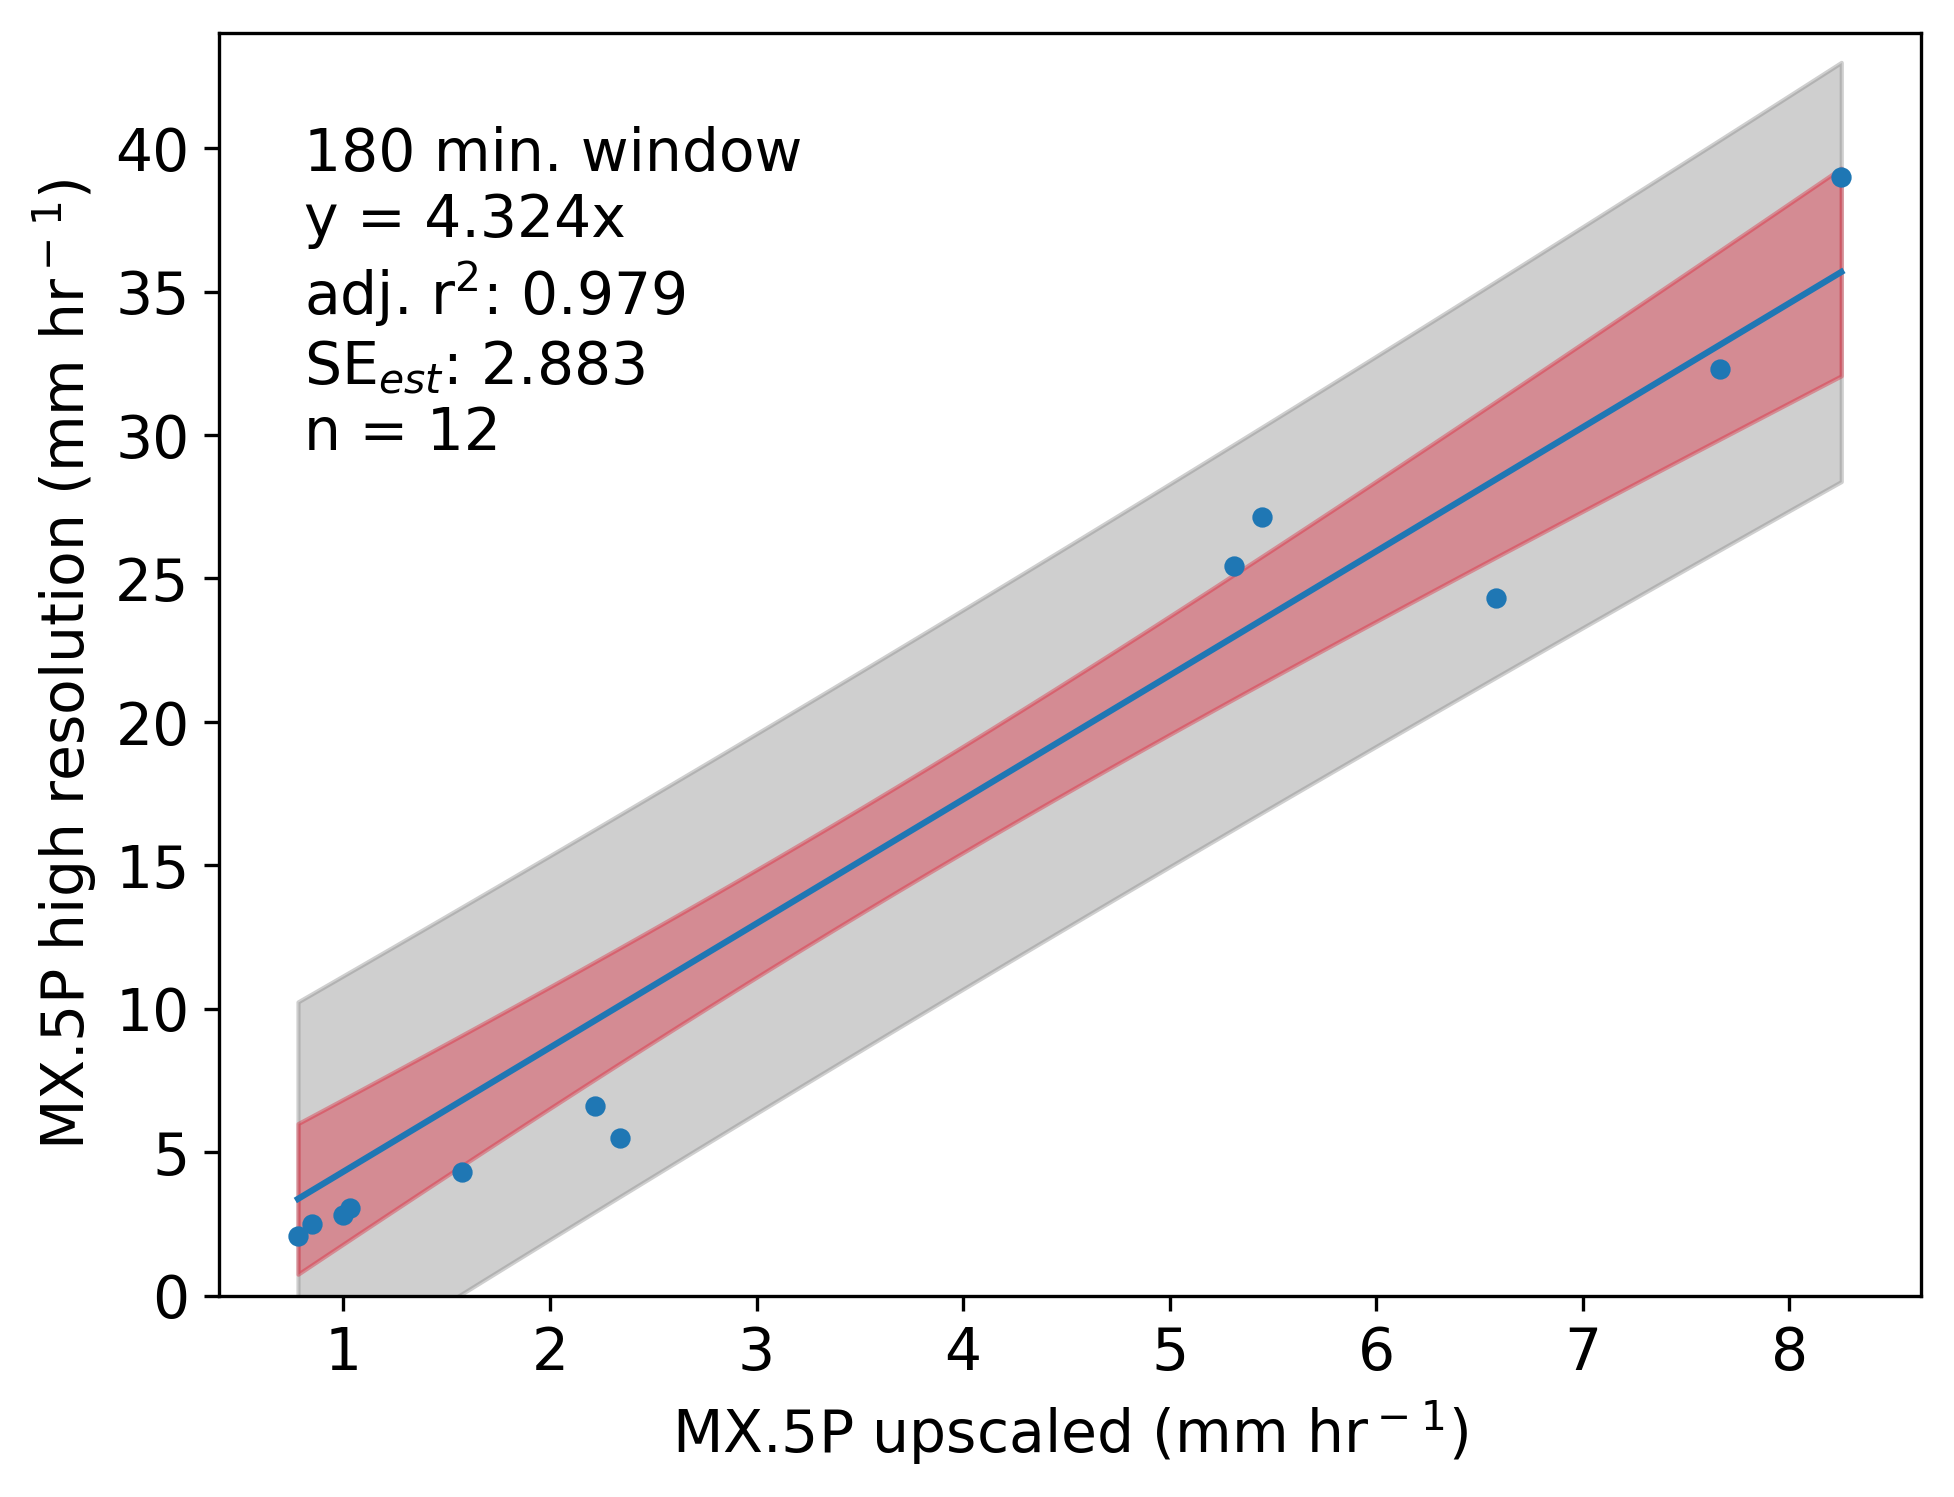 180 min. window
y = 4.324x
adj. r²: 0.979
SEₑₛₜ: 2.883
n = 12
MX.5P high resolution (mm hr⁻¹)
40
35
30
25
20
15
10
5
0
1 2 3 4 5 6 7 8
MX.5P upscaled (mm hr⁻¹)